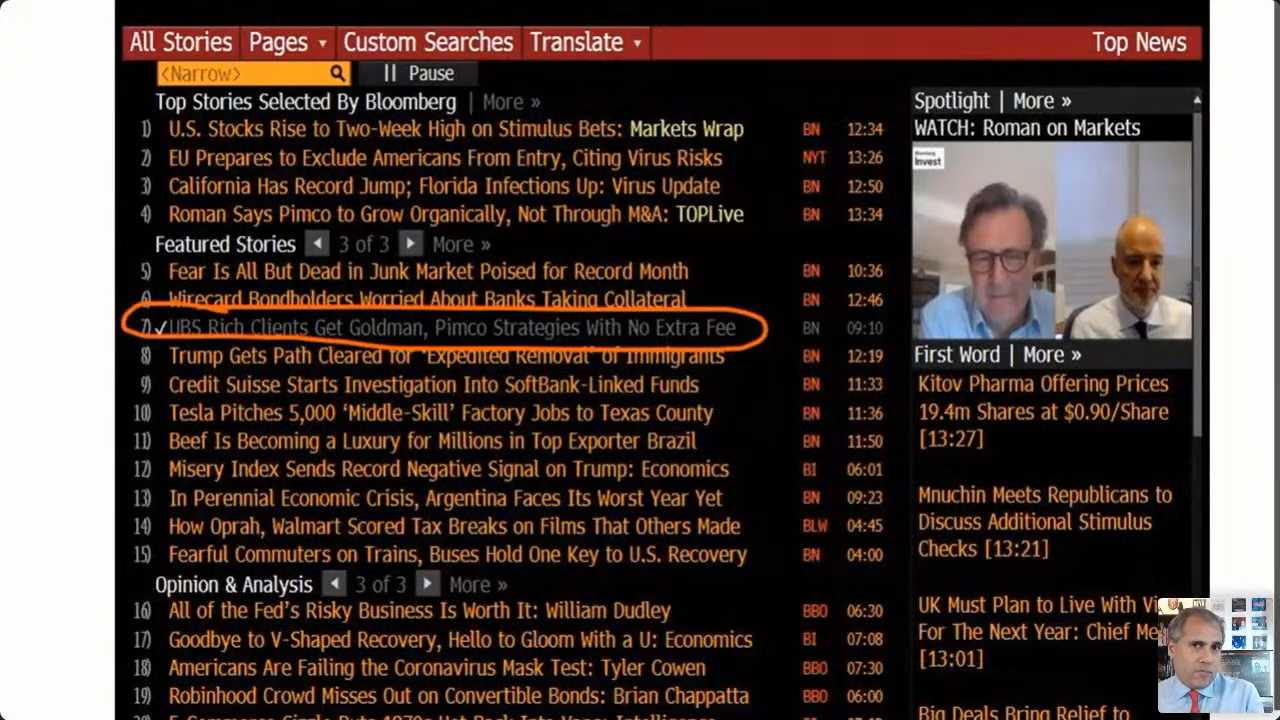 All Stories Pages Custom Searches Translate Top News
<Narrow> Pause
Top Stories Selected By Bloomberg | More »
1) U.S. Stocks Rise to Two-Week High on Stimulus Bets: Markets Wrap BN 12:34
2) EU Prepares to Exclude Americans From Entry, Citing Virus Risks NYT 13:26
3) California Has Record Jump; Florida Infections Up: Virus Update BN 12:50
4) Roman Says Pimco to Grow Organically, Not Through M&A: TOPLive BN 13:34
Featured Stories 3 of 3 More »
5) Fear Is All But Dead in Junk Market Poised for Record Month BN 10:36
6) Wirecard Bondholders Worried About Banks Taking Collateral BN 12:46
7) UBS Rich Clients Get Goldman, Pimco Strategies With No Extra Fee BN 09:10
8) Trump Gets Path Cleared for 'Expedited Removal' of Immigrants BN 12:19
9) Credit Suisse Starts Investigation Into SoftBank-Linked Funds BN 11:33
10) Tesla Pitches 5,000 'Middle-Skill' Factory Jobs to Texas County BN 11:36
11) Beef Is Becoming a Luxury for Millions in Top Exporter Brazil BN 11:50
12) Misery Index Sends Record Negative Signal on Trump: Economics BI 06:01
13) In Perennial Economic Crisis, Argentina Faces Its Worst Year Yet BN 09:23
14) How Oprah, Walmart Scored Tax Breaks on Films That Others Made BLW 04:45
15) Fearful Commuters on Trains, Buses Hold One Key to U.S. Recovery BN 04:00
Opinion & Analysis 3 of 3 More »
16) All of the Fed's Risky Business Is Worth It: William Dudley BBO 06:30
17) Goodbye to V-Shaped Recovery, Hello to Gloom With a U: Economics BI 07:08
18) Americans Are Failing the Coronavirus Mask Test: Tyler Cowen BBO 07:30
19) Robinhood Crowd Misses Out on Convertible Bonds: Brian Chappatta BBO 06:00
Spotlight | More »
WATCH: Roman on Markets
Bloomberg
Invest
First Word | More »
Kitov Pharma Offering Prices
19.4m Shares at $0.90/Share
[13:27]
Mnuchin Meets Republicans to
Discuss Additional Stimulus
Checks [13:21]
UK Must Plan to Live With
For The Next Year: Chief
[13:01]
Big Deals Bring Relief to